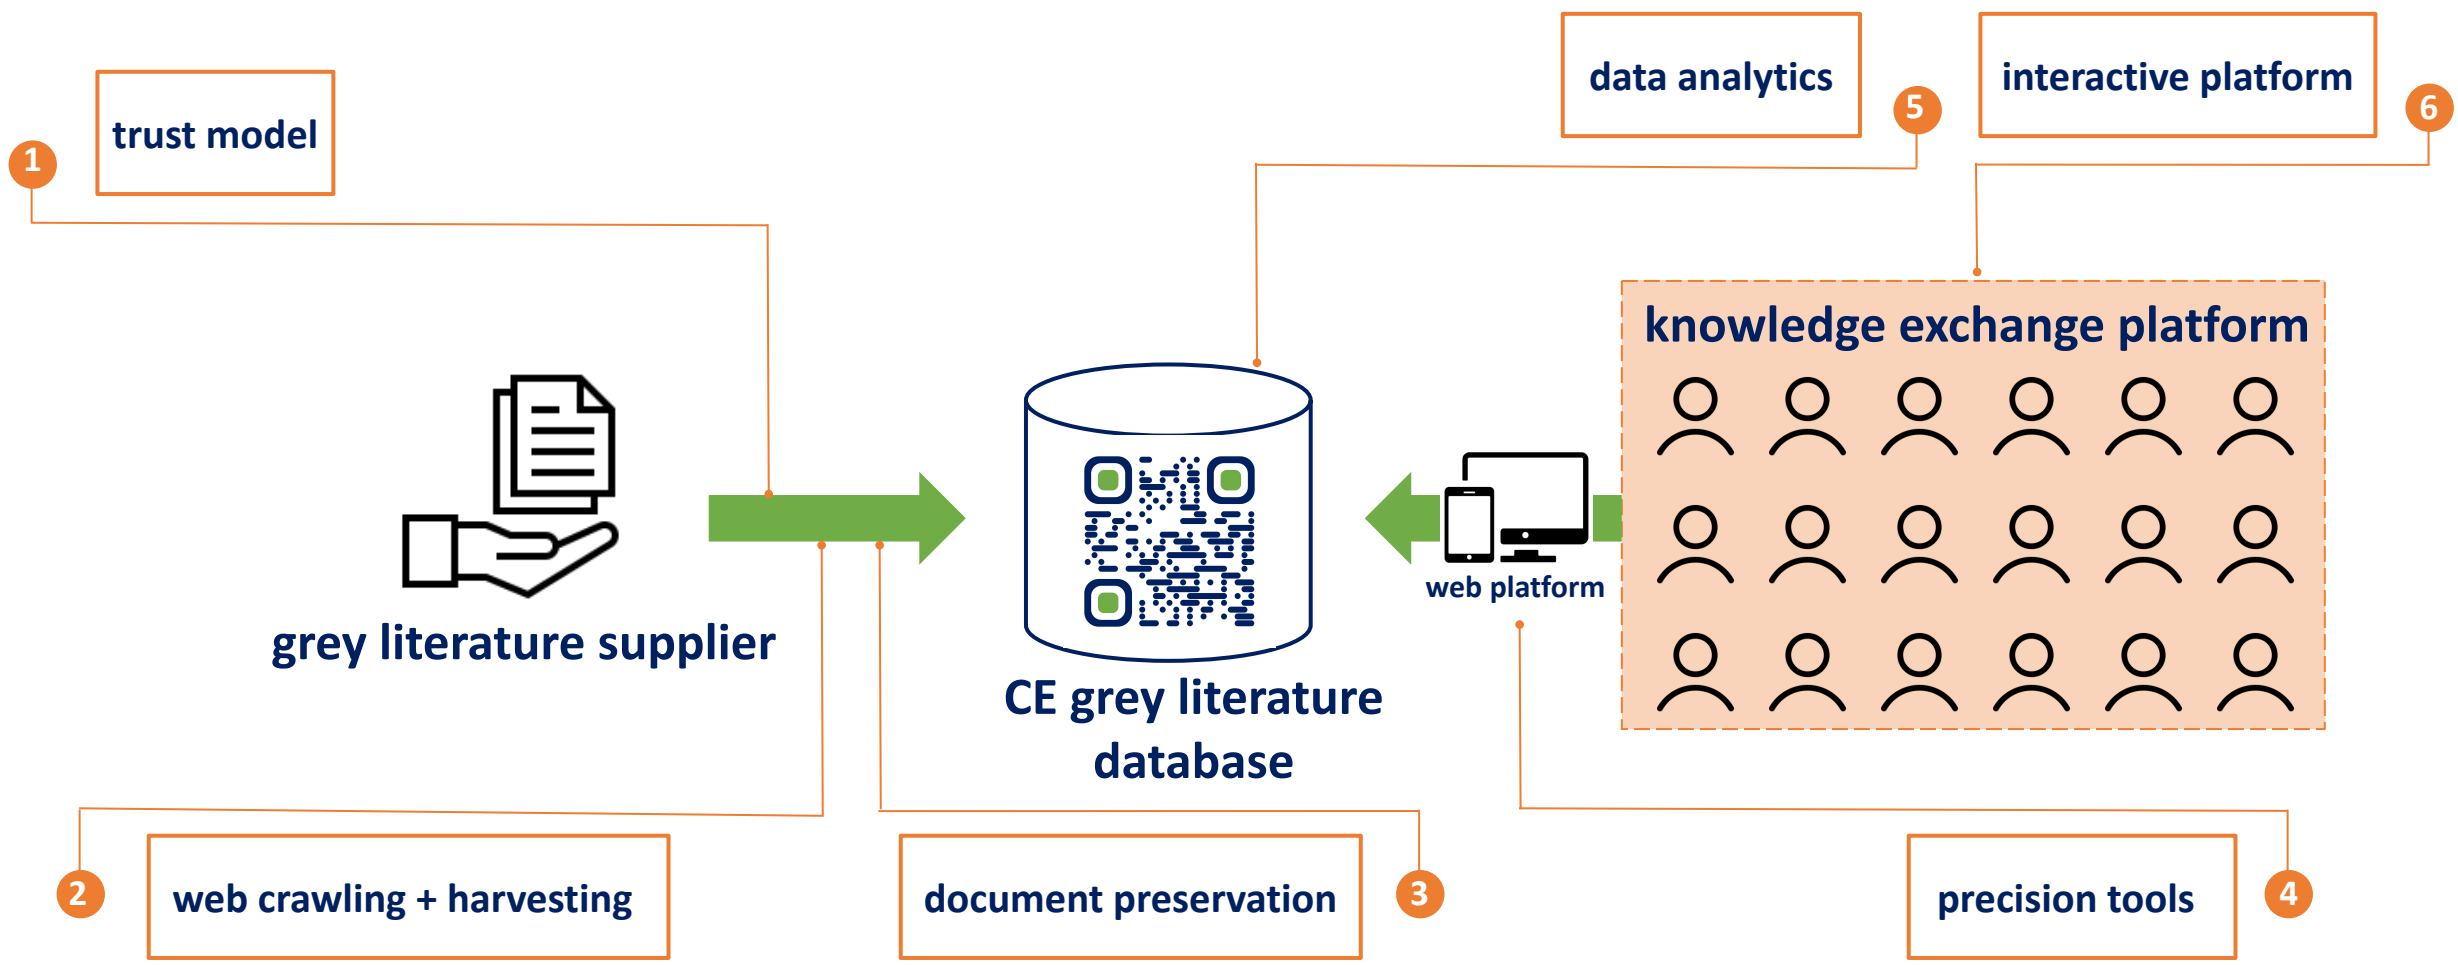 data analytics
5
interactive platform
6
trust model
1
knowledge exchange platform
web platform
grey literature supplier
CE grey literature
database
2
web crawling + harvesting
document preservation
3
precision tools
4